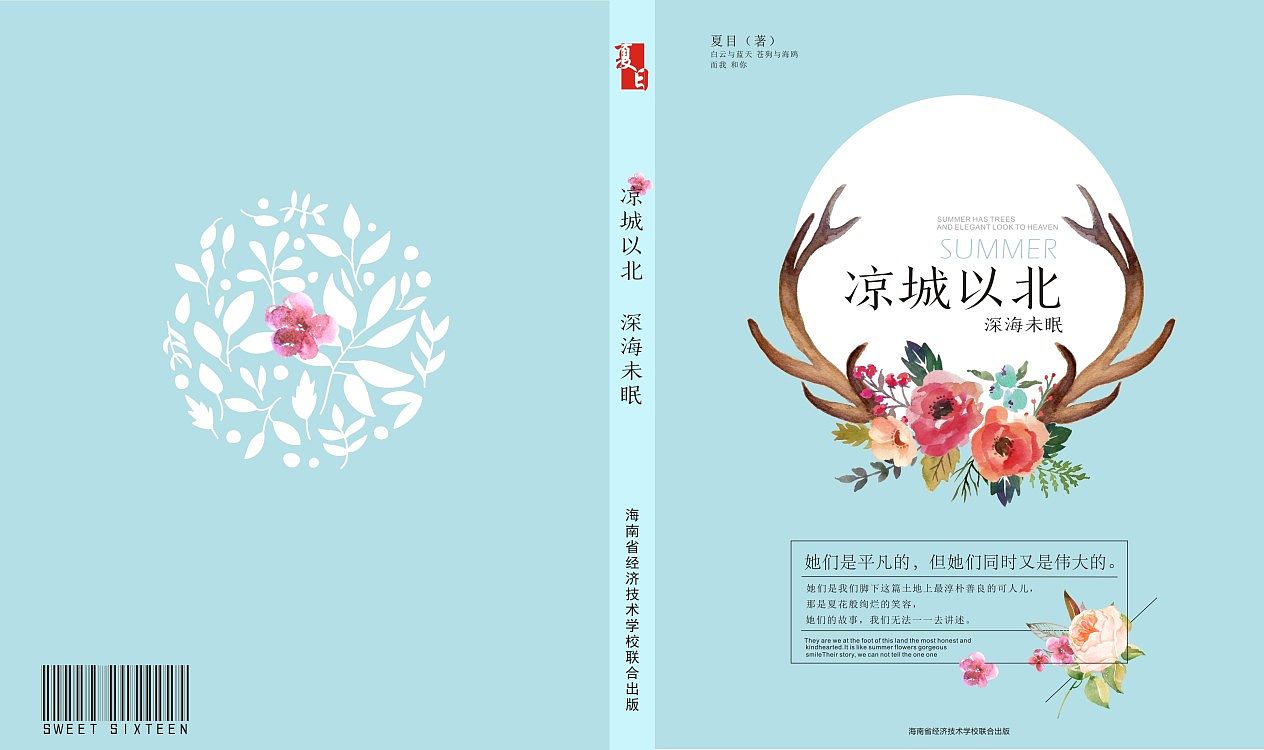 SWEET SIXTEEN
夏日
凉城以北 深海未眠
海南省经济技术学校联合出版
夏目（著）
白云与蓝天 苍狗与海鸥
而我 和你
SUMMER HAS TREES
AND ELEGANT LOOK TO HEAVEN
SUMMER
凉城以北
深海未眠
她们是平凡的，但她们同时又是伟大的。
她们是我们脚下这篇土地上最淳朴善良的可人儿，
那是夏花般绚烂的笑容，
她们的故事，我们无法一一去讲述。
They are we at the foot of this land the most honest and
kindhearted.It is like summer flowers gorgeous
smileTheir story, we can not tell the one one
海南省经济技术学校联合出版